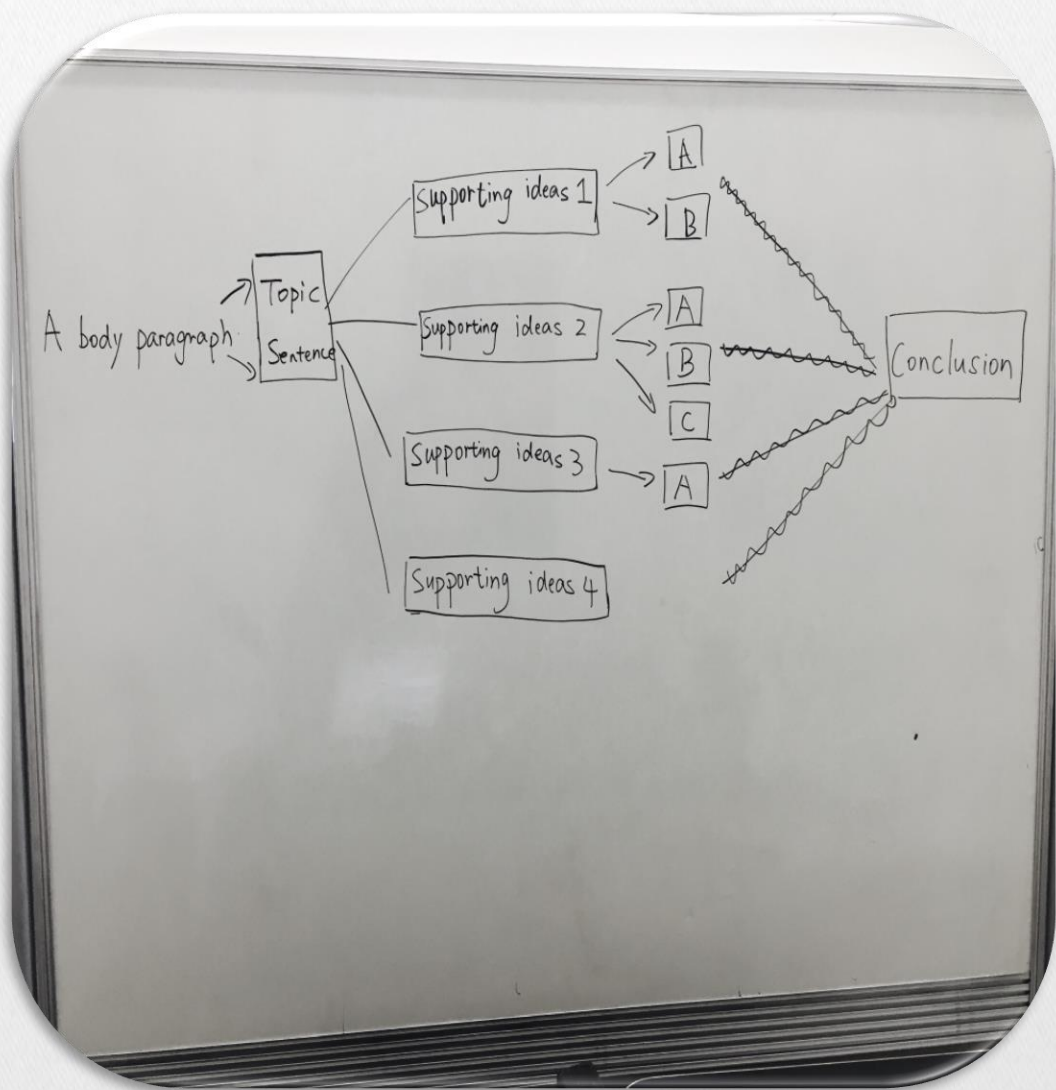 A body paragraph
Topic
Sentence
Supporting ideas 1
A
B
Supporting ideas 2
A
B
C
Supporting ideas 3
A
Supporting ideas 4
Conclusion